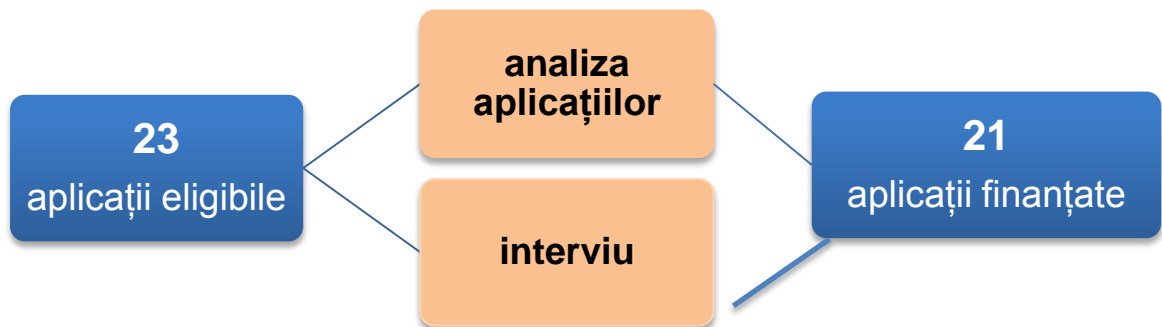 23
aplicații eligibile
analiza
aplicațiilor
interviu
21
aplicații finanțate